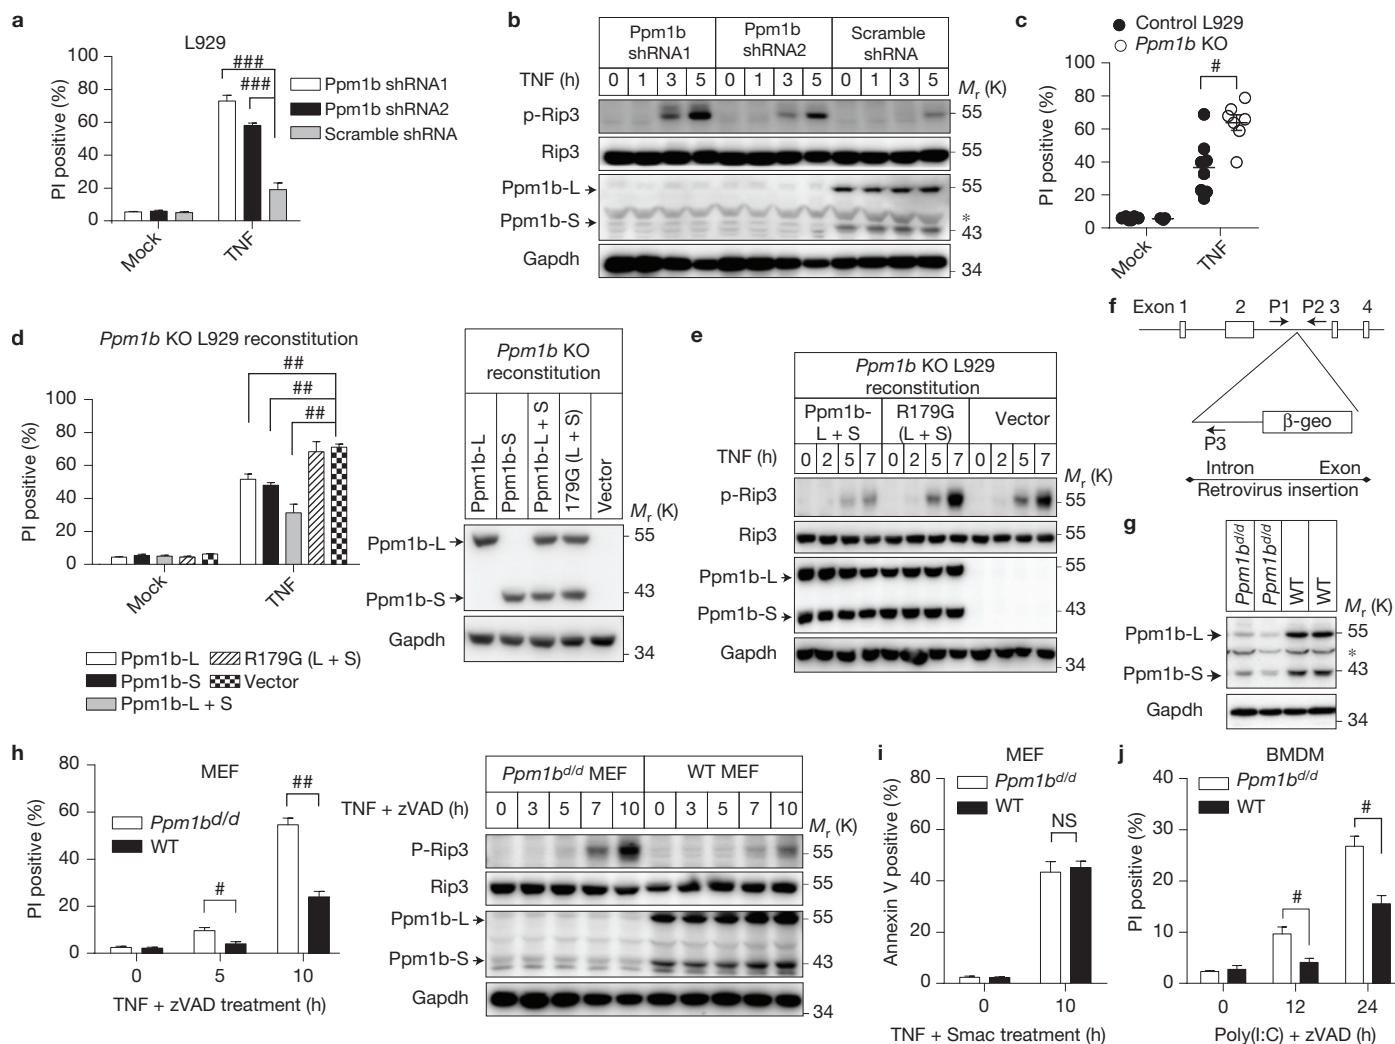 a
L929
PI positive (%)
100
80
60
40
20
0
Mock
TNF
###
###
Ppm1b shRNA1
Ppm1b shRNA2
Scramble shRNA
b
Ppm1b shRNA1
Ppm1b shRNA2
Scramble shRNA
TNF (h) 0 1 3 5 0 1 3 5 0 1 3 5
Mr (K)
p-Rip3 55
Rip3 55
Ppm1b-L 55
*
Ppm1b-S 43
Gapdh 34
c
Control L929
Ppm1b KO
PI positive (%)
100
80
60
40
20
0
#
Mock
TNF
d
Ppm1b KO L929 reconstitution
PI positive (%)
100
80
60
40
20
0
##
##
##
Mock
TNF
Ppm1b-L
Ppm1b-S
Ppm1b-L + S
R179G (L + S)
Vector
Ppm1b KO reconstitution
Ppm1b-L
Ppm1b-S
Ppm1b-L + S
179G (L + S)
Vector
Mr (K)
Ppm1b-L 55
Ppm1b-S 43
Gapdh 34
e
Ppm1b KO L929 reconstitution
Ppm1b-L + S
R179G (L + S)
Vector
TNF (h) 0 2 5 7 0 2 5 7 0 2 5 7
Mr (K)
p-Rip3 55
Rip3 55
Ppm1b-L 55
Ppm1b-S 43
Gapdh 34
f
Exon 1 2 P1 P2 3 4
β-geo
P3
Intron Exon
Retrovirus insertion
g
Ppm1bd/d
Ppm1bd/d
WT
WT
Mr (K)
Ppm1b-L 55
*
Ppm1b-S 43
Gapdh 34
h
MEF
PI positive (%)
80
60
40
20
0
Ppm1bd/d
WT
#
##
0 5 10
TNF + zVAD treatment (h)
Ppm1bd/d MEF
WT MEF
TNF + zVAD (h) 0 3 5 7 10 0 3 5 7 10
Mr (K)
P-Rip3 55
Rip3 55
Ppm1b-L 55
Ppm1b-S 43
Gapdh 34
i
MEF
Annexin V positive (%)
80
60
40
20
0
Ppm1bd/d
WT
NS
0 10
TNF + Smac treatment (h)
j
BMDM
PI positive (%)
40
30
20
10
0
Ppm1bd/d
WT
#
#
0 12 24
Poly(I:C) + zVAD (h)